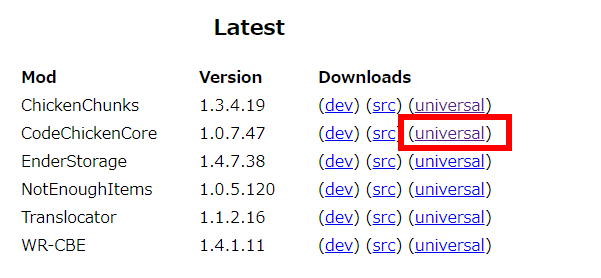 Latest
Mod Version Downloads
ChickenChunks 1.3.4.19 (dev) (src) (universal)
CodeChickenCore 1.0.7.47 (dev) (src) (universal)
EnderStorage 1.4.7.38 (dev) (src) (universal)
NotEnoughItems 1.0.5.120 (dev) (src) (universal)
Translocator 1.1.2.16 (dev) (src) (universal)
WR-CBE 1.4.1.11 (dev) (src) (universal)